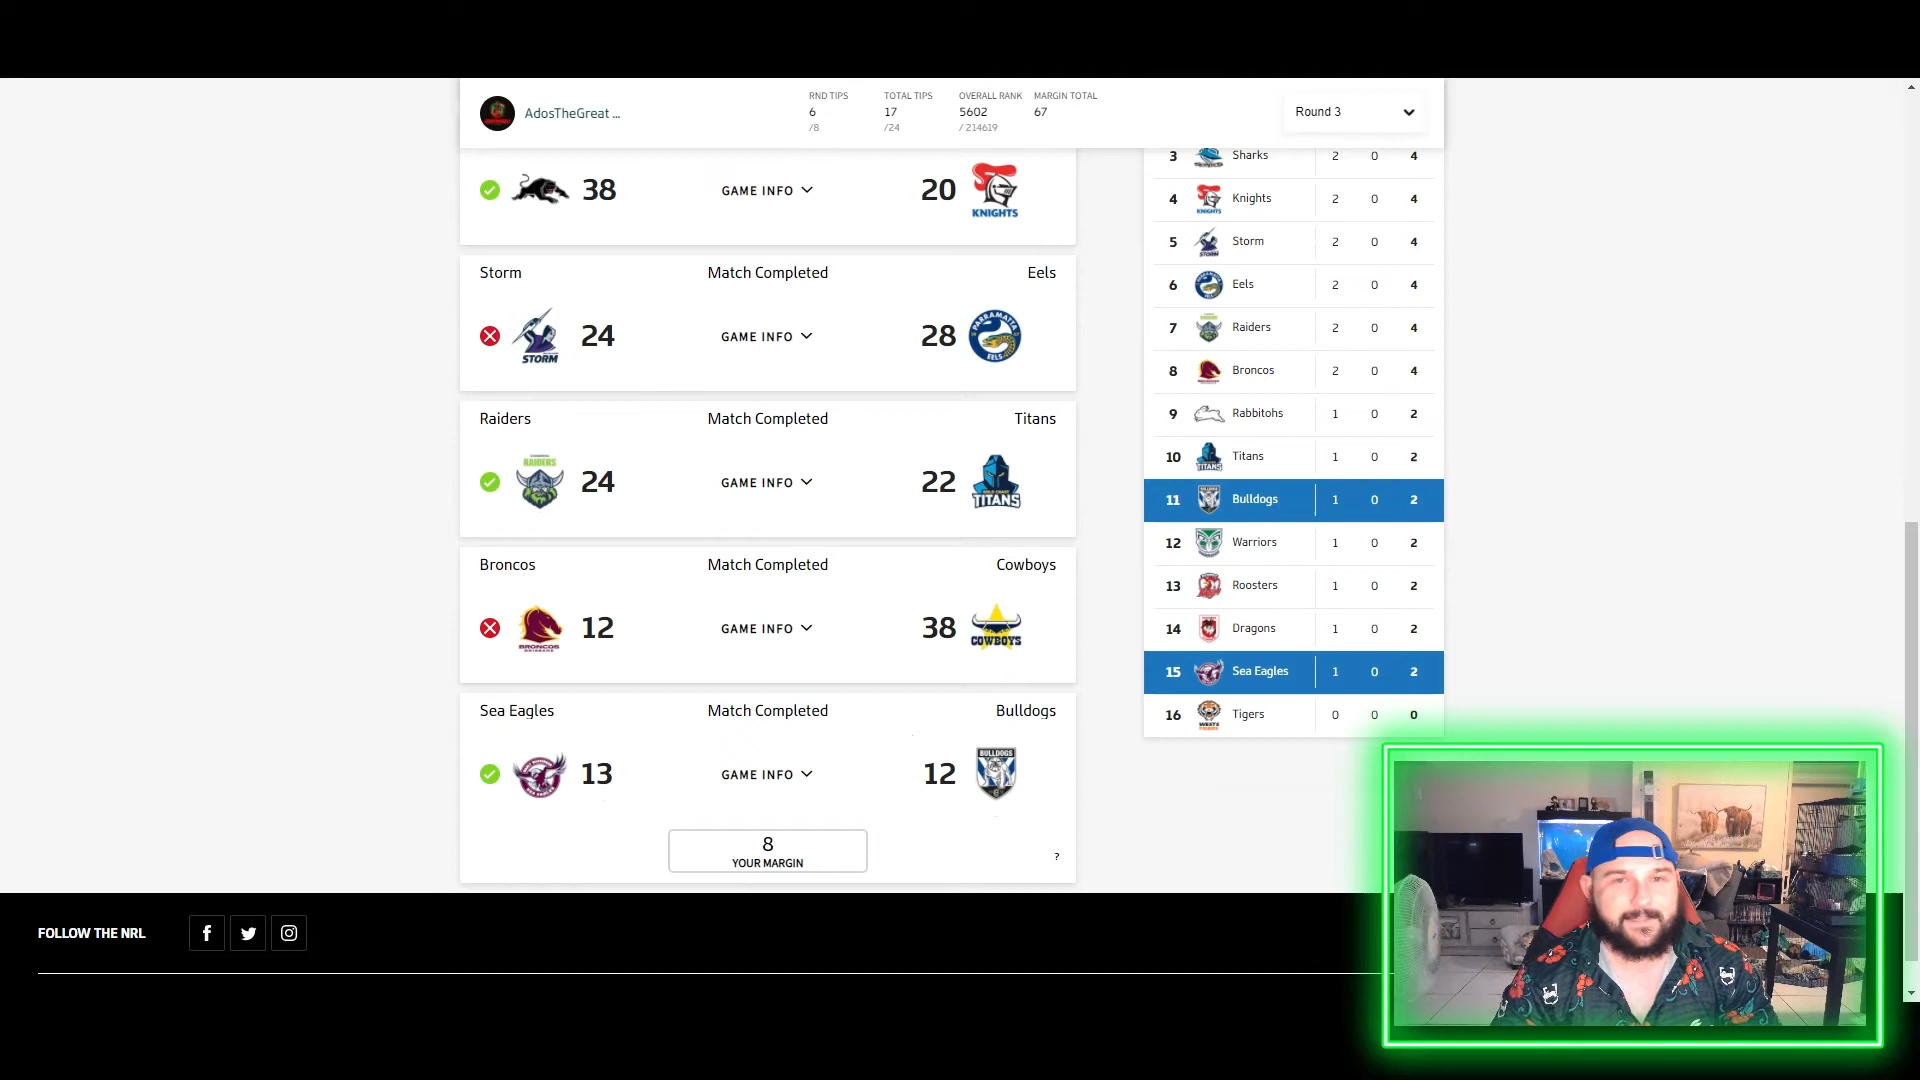 AdosTheGreat ...
RND TIPS
6
/8
TOTAL TIPS
17
/24
OVERALL RANK
5602
/ 214619
MARGIN TOTAL
67
Round 3
38
GAME INFO
20
KNIGHTS
Storm
Match Completed
Eels
STORM
24
GAME INFO
28
PARRAMATTA
EELS
Raiders
Match Completed
Titans
RAIDERS
24
GAME INFO
22
TITANS
Broncos
Match Completed
Cowboys
BRONCOS
12
GAME INFO
38
COWBOYS
Sea Eagles
Match Completed
Bulldogs
13
GAME INFO
12
BULLDOGS
8
YOUR MARGIN
?
3 Sharks 2 0 4
4 Knights 2 0 4
5 Storm 2 0 4
6 Eels 2 0 4
7 Raiders 2 0 4
8 Broncos 2 0 4
9 Rabbitohs 1 0 2
10 Titans 1 0 2
11 Bulldogs 1 0 2
12 Warriors 1 0 2
13 Roosters 1 0 2
14 Dragons 1 0 2
15 Sea Eagles 1 0 2
16 Tigers 0 0 0
FOLLOW THE NRL